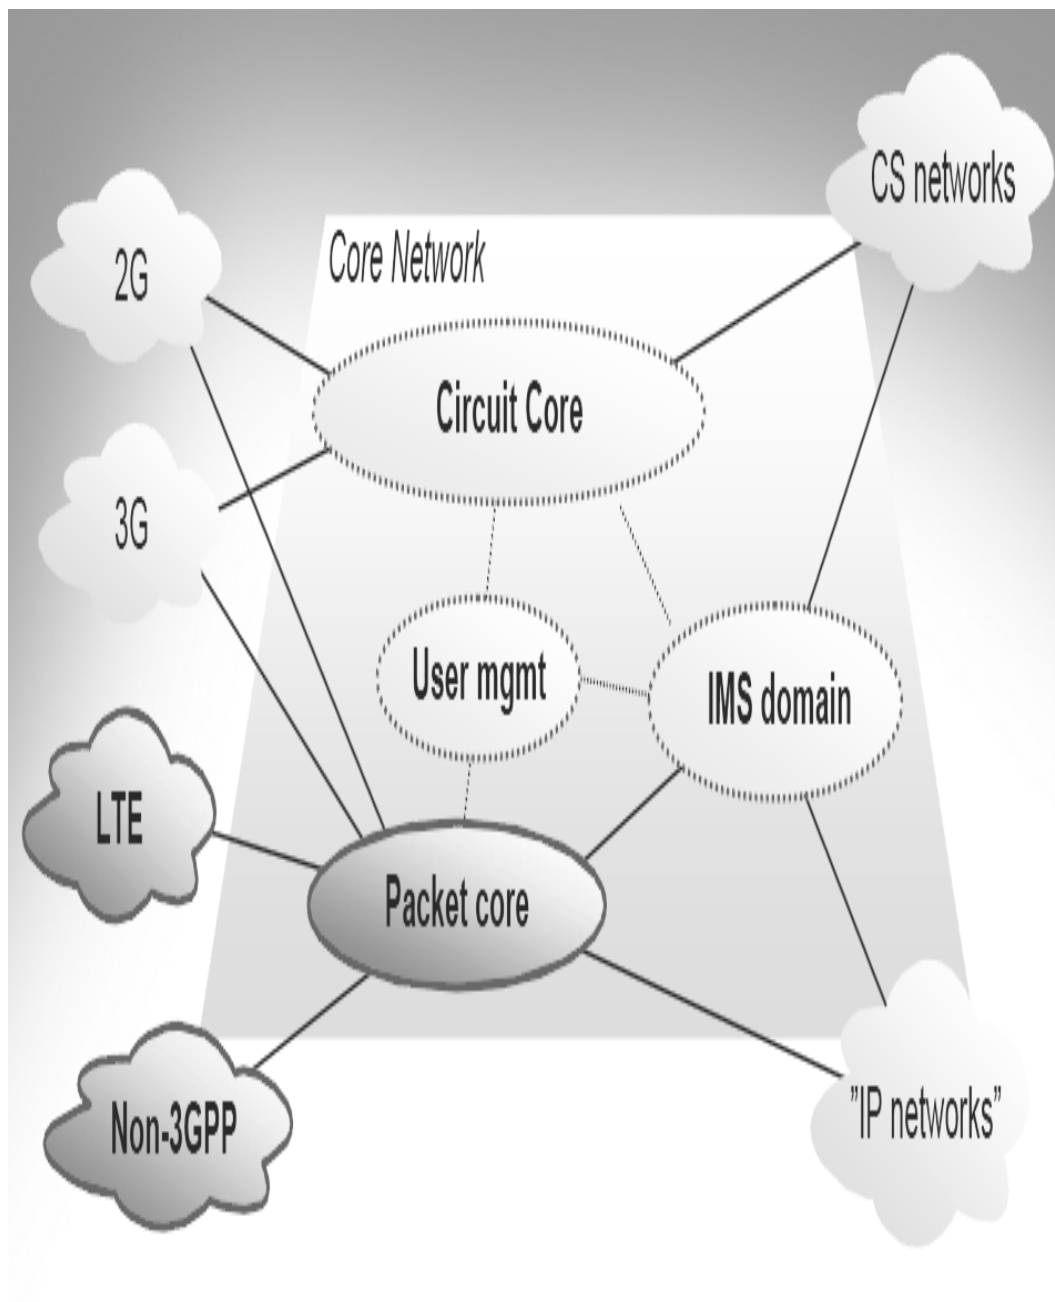 CS networks
2G
Core Network
Circuit Core
3G
User mgmt
IMS domain
LTE
Packet core
Non-3GPP
”IP networks”